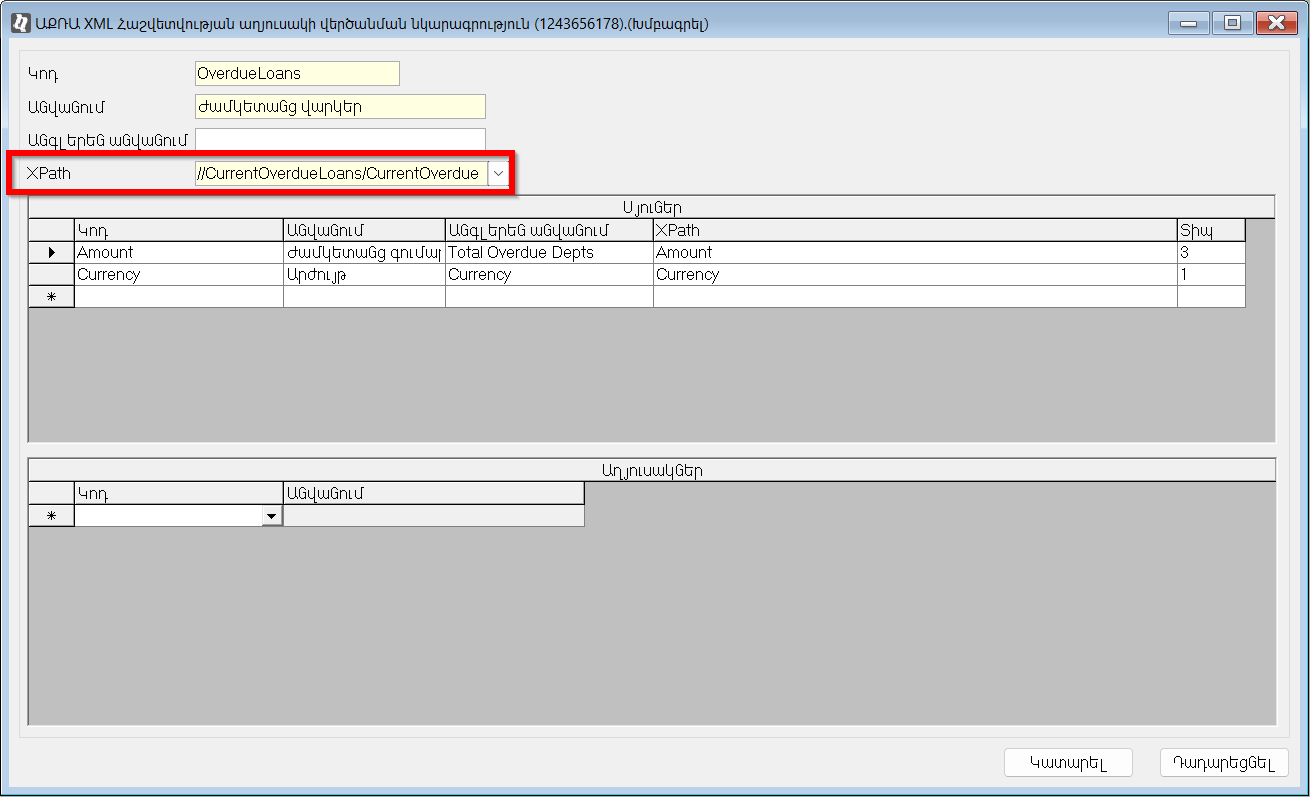 ԱՔՌԱ XML Հաշվետվության աղյուսակի վերծանման նկարագրություն (1243656178).(Խմբագրել)
Կոդ OverdueLoans
Անվանում Ժամկետանց վարկեր
Անգլերեն անվանում
XPath //CurrentOverdueLoans/CurrentOverdue
Սյուներ
Կոդ Անվանում Անգլերեն անվանում XPath Տիպ
Amount Ժամկետանց գումար Total Overdue Depts Amount 3
Currency Արժույթ Currency Currency 1
Աղյուսակներ
Կոդ Անվանում
Կատարել Դադարեցնել